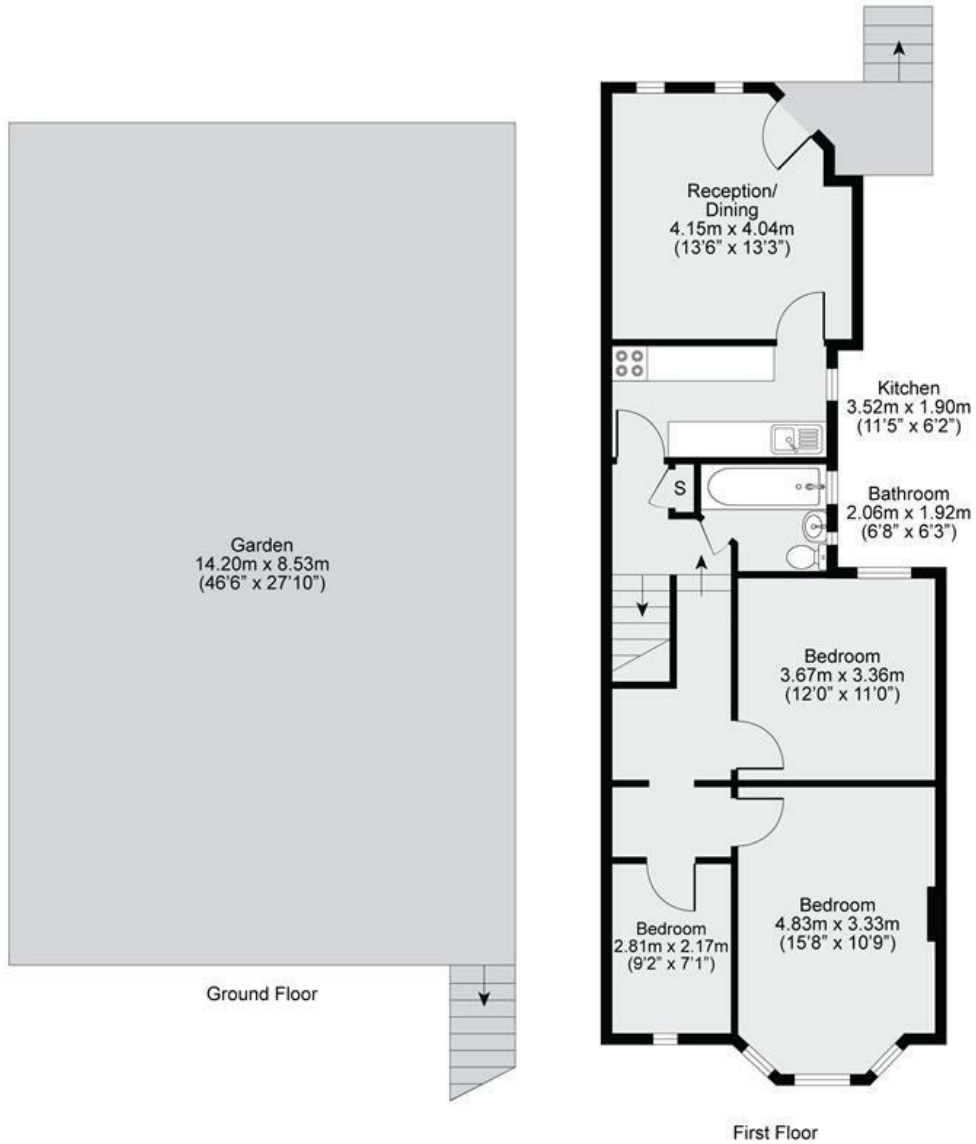 Garden
14.20m x 8.53m
(46'6" x 27'10")
Ground Floor
Reception/
Dining
4.15m x 4.04m
(13'6" x 13'3")
Kitchen
3.52m x 1.90m
(11'5" x 6'2")
S
Bathroom
2.06m x 1.92m
(6'8" x 6'3")
Bedroom
3.67m x 3.36m
(12'0" x 11'0")
Bedroom
4.83m x 3.33m
(15'8" x 10'9")
Bedroom
2.81m x 2.17m
(9'2" x 7'1")
First Floor